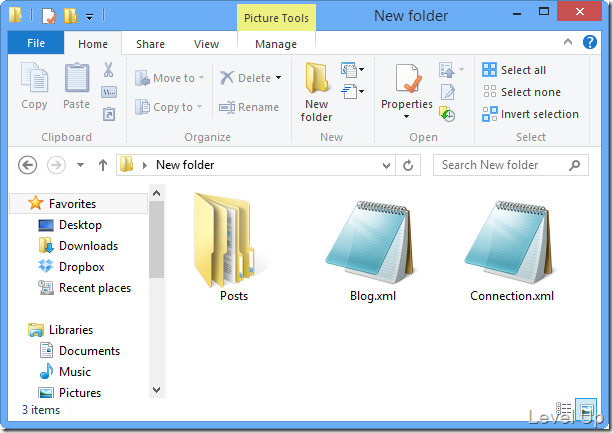 Picture Tools
New folder
File
Home
Share
View
Manage
Copy
Paste
Clipboard
Move to
Copy to
Delete
Rename
Organize
New
folder
New
Properties
Open
Select all
Select none
Invert selection
Select
New folder
Search New folder
Favorites
Desktop
Downloads
Dropbox
Recent places
Libraries
Documents
Music
Pictures
Posts
Blog.xml
Connection.xml
3 items
Level Up